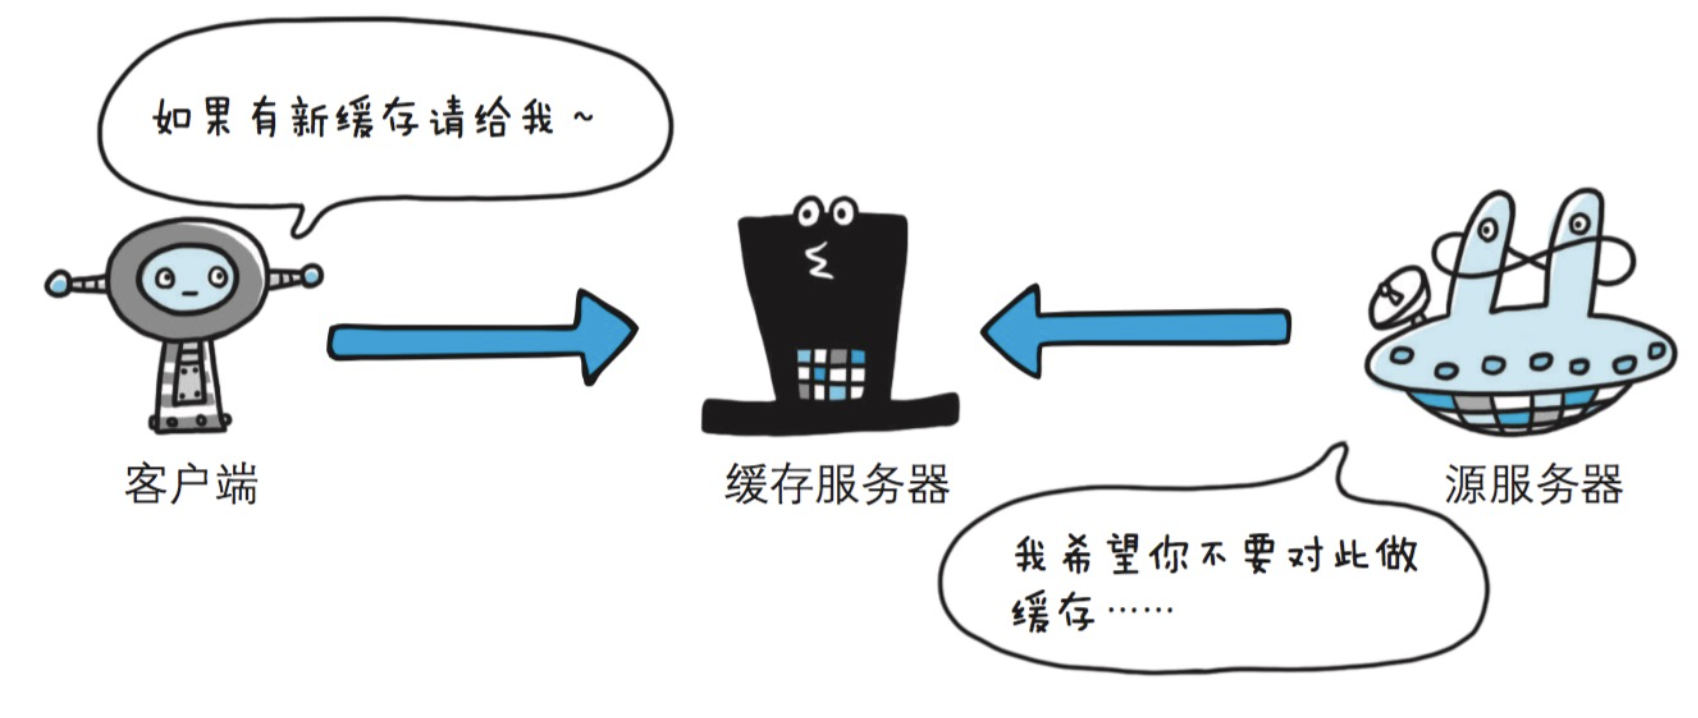 如果有新缓存请给我~
客户端
缓存服务器
源服务器
我希望你不要对此做
缓存……